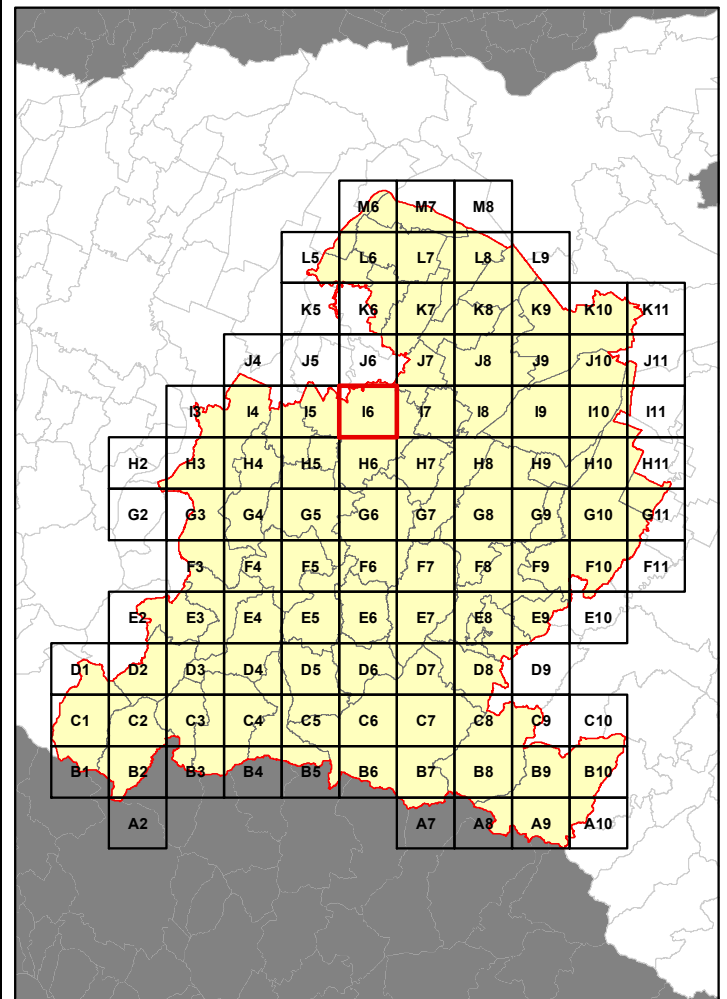 M6 M7 M8
L5 L6 L7 L8 L9
K5 K6 K7 K8 K9 K10 K11
J4 J5 J6 J7 J8 J9 J10 J11
I3 I4 I5 I6 I7 I8 I9 I10 I11
H2 H3 H4 H5 H6 H7 H8 H9 H10 H11
G2 G3 G4 G5 G6 G7 G8 G9 G10 G11
F3 F4 F5 F6 F7 F8 F9 F10 F11
E2 E3 E4 E5 E6 E7 E8 E9 E10
D1 D2 D3 D4 D5 D6 D7 D8 D9
C1 C2 C3 C4 C5 C6 C7 C8 C9 C10
B1 B2 B3 B4 B5 B6 B7 B8 B9 B10
A2 A7 A8 A9 A10